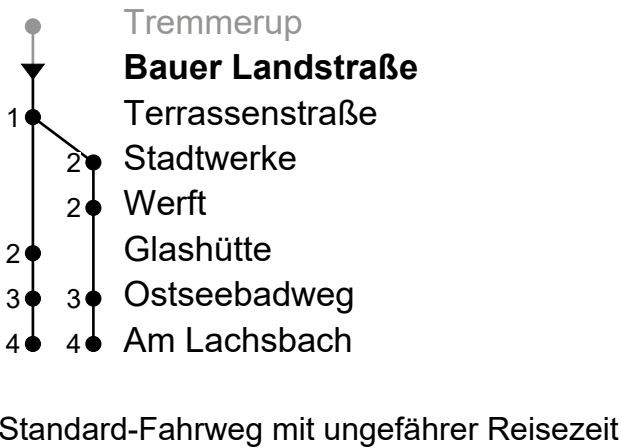 Tremmerup
Bauer Landstraße
1 Terrassenstraße
2 Stadtwerke
2 Werft
2 Glashütte
3 3 Ostseebadweg
4 4 Am Lachsbach
Standard-Fahrweg mit ungefährer Reisezeit